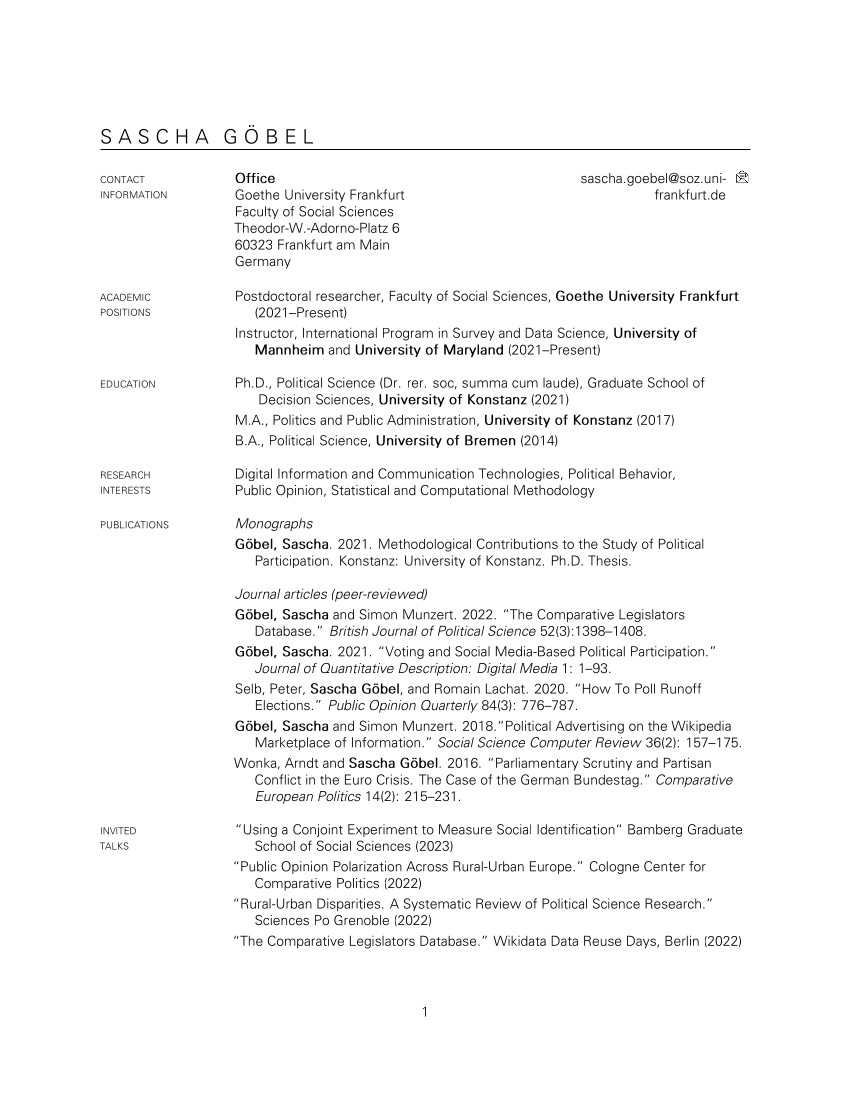 SASCHA GÖBEL
CONTACT
INFORMATION
Office
Goethe University Frankfurt
Faculty of Social Sciences
Theodor-W.-Adorno-Platz 6
60323 Frankfurt am Main
Germany
sascha.goebel@soz.uni-
frankfurt.de
ACADEMIC
POSITIONS
Postdoctoral researcher, Faculty of Social Sciences, Goethe University Frankfurt
(2021–Present)
Instructor, International Program in Survey and Data Science, University of
Mannheim and University of Maryland (2021–Present)
EDUCATION
Ph.D., Political Science (Dr. rer. soc, summa cum laude), Graduate School of
Decision Sciences, University of Konstanz (2021)
M.A., Politics and Public Administration, University of Konstanz (2017)
B.A., Political Science, University of Bremen (2014)
RESEARCH
INTERESTS
Digital Information and Communication Technologies, Political Behavior,
Public Opinion, Statistical and Computational Methodology
PUBLICATIONS
Monographs
Göbel, Sascha. 2021. Methodological Contributions to the Study of Political
Participation. Konstanz: University of Konstanz. Ph.D. Thesis.
Journal articles (peer-reviewed)
Göbel, Sascha and Simon Munzert. 2022. “The Comparative Legislators
Database.” British Journal of Political Science 52(3):1398–1408.
Göbel, Sascha. 2021. “Voting and Social Media-Based Political Participation.”
Journal of Quantitative Description: Digital Media 1: 1–93.
Selb, Peter, Sascha Göbel, and Romain Lachat. 2020. “How To Poll Runoff
Elections.” Public Opinion Quarterly 84(3): 776–787.
Göbel, Sascha and Simon Munzert. 2018.“Political Advertising on the Wikipedia
Marketplace of Information.” Social Science Computer Review 36(2): 157–175.
Wonka, Arndt and Sascha Göbel. 2016. “Parliamentary Scrutiny and Partisan
Conflict in the Euro Crisis. The Case of the German Bundestag.” Comparative
European Politics 14(2): 215–231.
INVITED
TALKS
“Using a Conjoint Experiment to Measure Social Identification“ Bamberg Graduate
School of Social Sciences (2023)
“Public Opinion Polarization Across Rural-Urban Europe.” Cologne Center for
Comparative Politics (2022)
“Rural-Urban Disparities. A Systematic Review of Political Science Research.”
Sciences Po Grenoble (2022)
“The Comparative Legislators Database.” Wikidata Data Reuse Days, Berlin (2022)
1